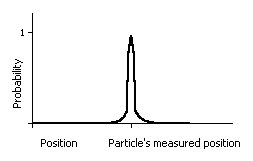 1
Probability
Position
Particle's measured position